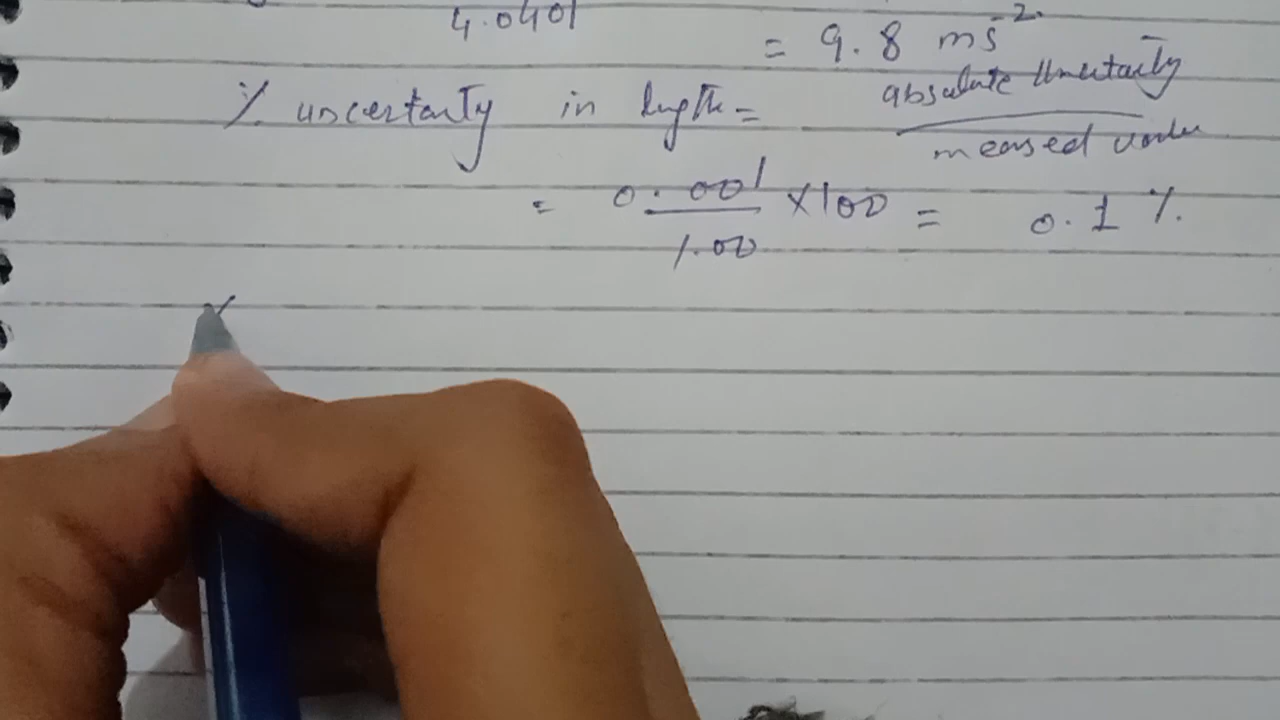 4.0401
= 9.8 ms⁻²
% uncertainty in length = absolute Uncertainty
measured
= 0.001 × 100 = 0.1 %
1.00
%